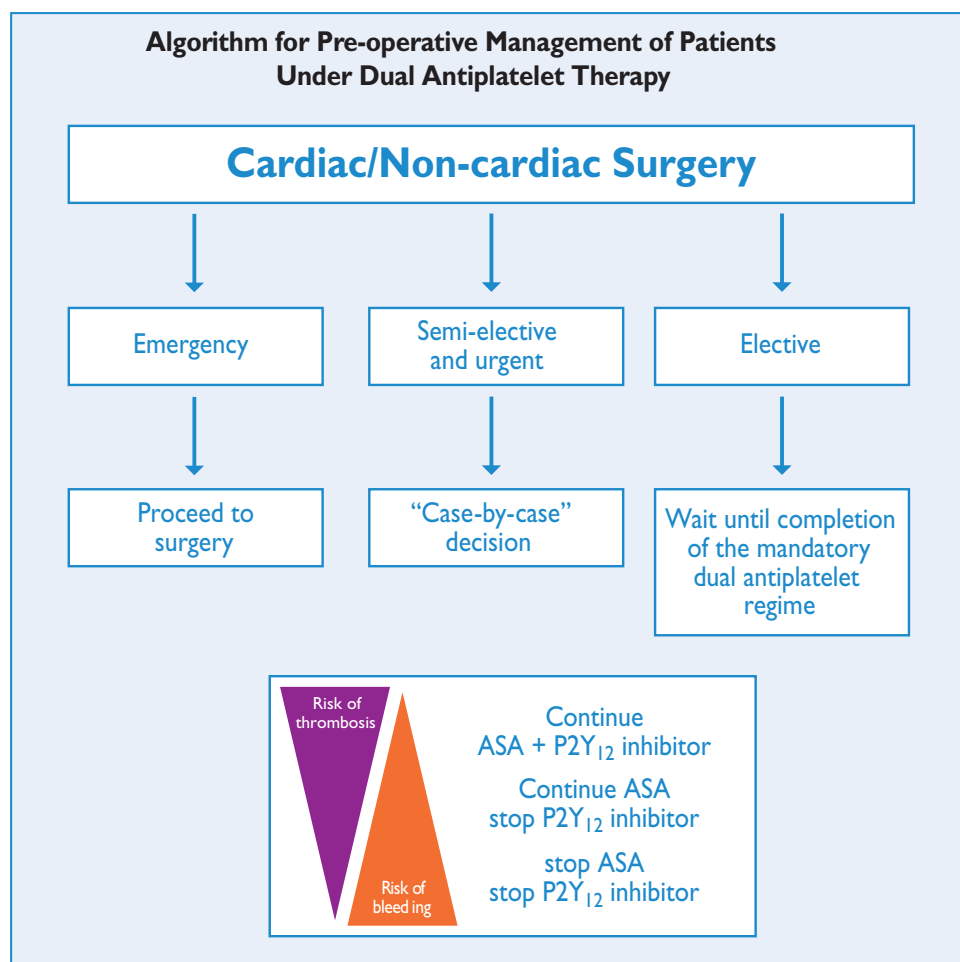 Algorithm for Pre-operative Management of Patients
Under Dual Antiplatelet Therapy
Cardiac/Non-cardiac Surgery
Emergency
Semi-elective
and urgent
Elective
Proceed to
surgery
“Case-by-case”
decision
Wait until completion
of the mandatory
dual antiplatelet
regime
Risk of
thrombosis
Risk of
bleeding
Continue
ASA + P2Y₁₂ inhibitor
Continue ASA
stop P2Y₁₂ inhibitor
stop ASA
stop P2Y₁₂ inhibitor